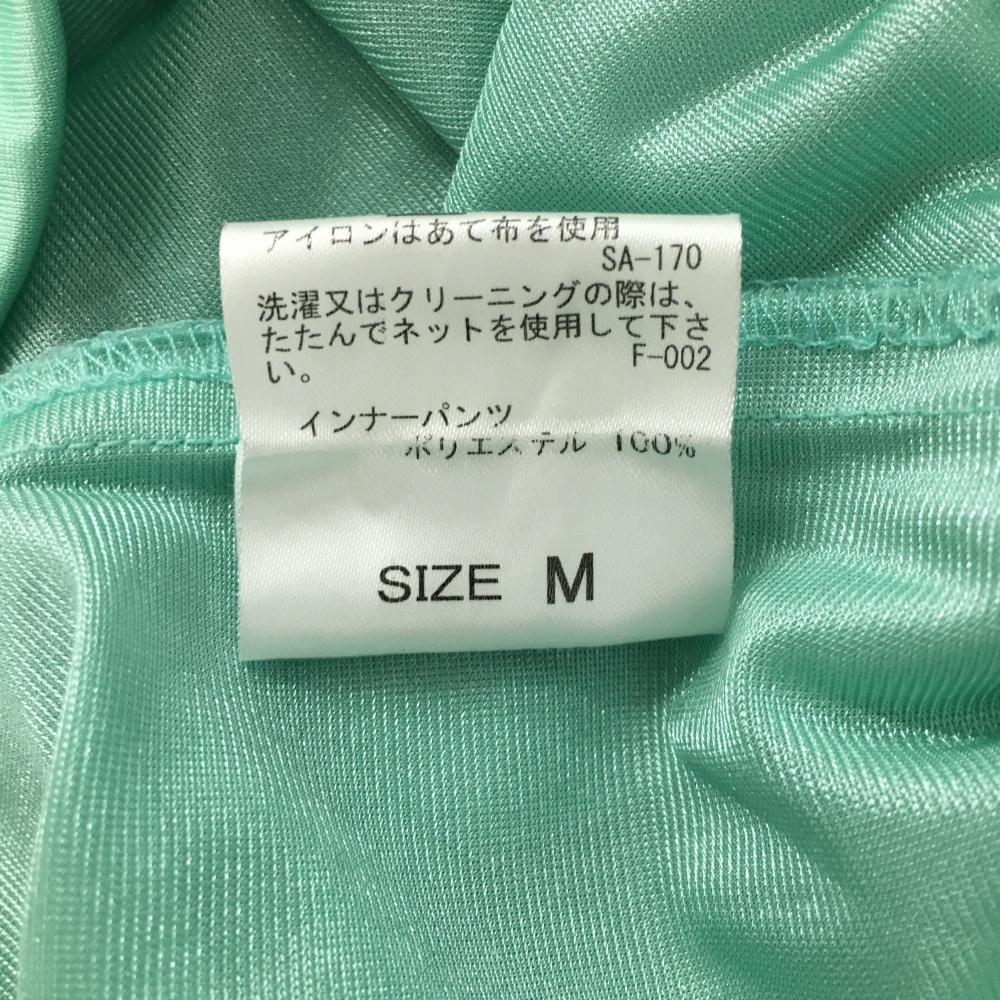 アイロンはあて布を使用
SA-170
洗濯又はクリーニングの際は、
たたんでネットを使用して下さ
い。
F-002
インナーパンツ
ポリエステル 100%
SIZE M